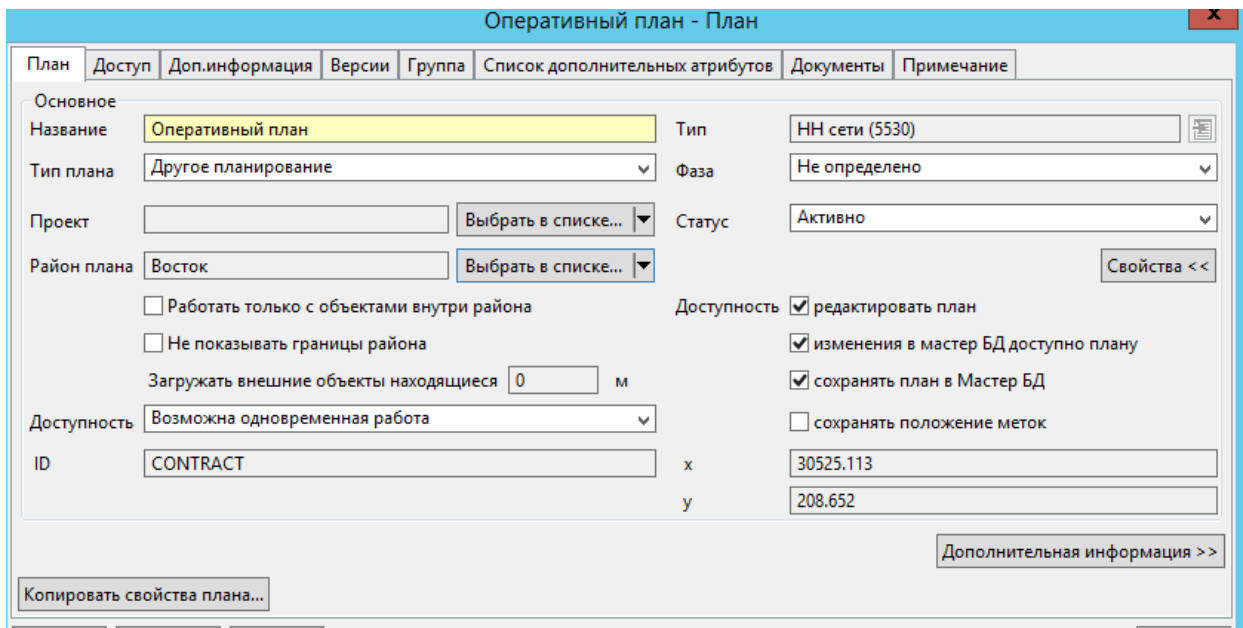 Оперативный план - План
x
План Доступ Доп.информация Версии Группа Список дополнительных атрибутов Документы Примечание
Основное
Название Оперативный план Тип НН сети (5530)
Тип плана Другое планирование Фаза Не определено
Проект Выбрать в списке... Статус Активно
Район плана Восток Выбрать в списке... Свойства <<
Работать только с объектами внутри района Доступность редактировать план
Не показывать границы района изменения в мастер БД доступно плану
Загружать внешние объекты находящиеся 0 м сохранять план в Мастер БД
Доступность Возможна одновременная работа сохранять положение меток
ID CONTRACT x 30525.113
y 208.652
Дополнительная информация >>
Копировать свойства плана...